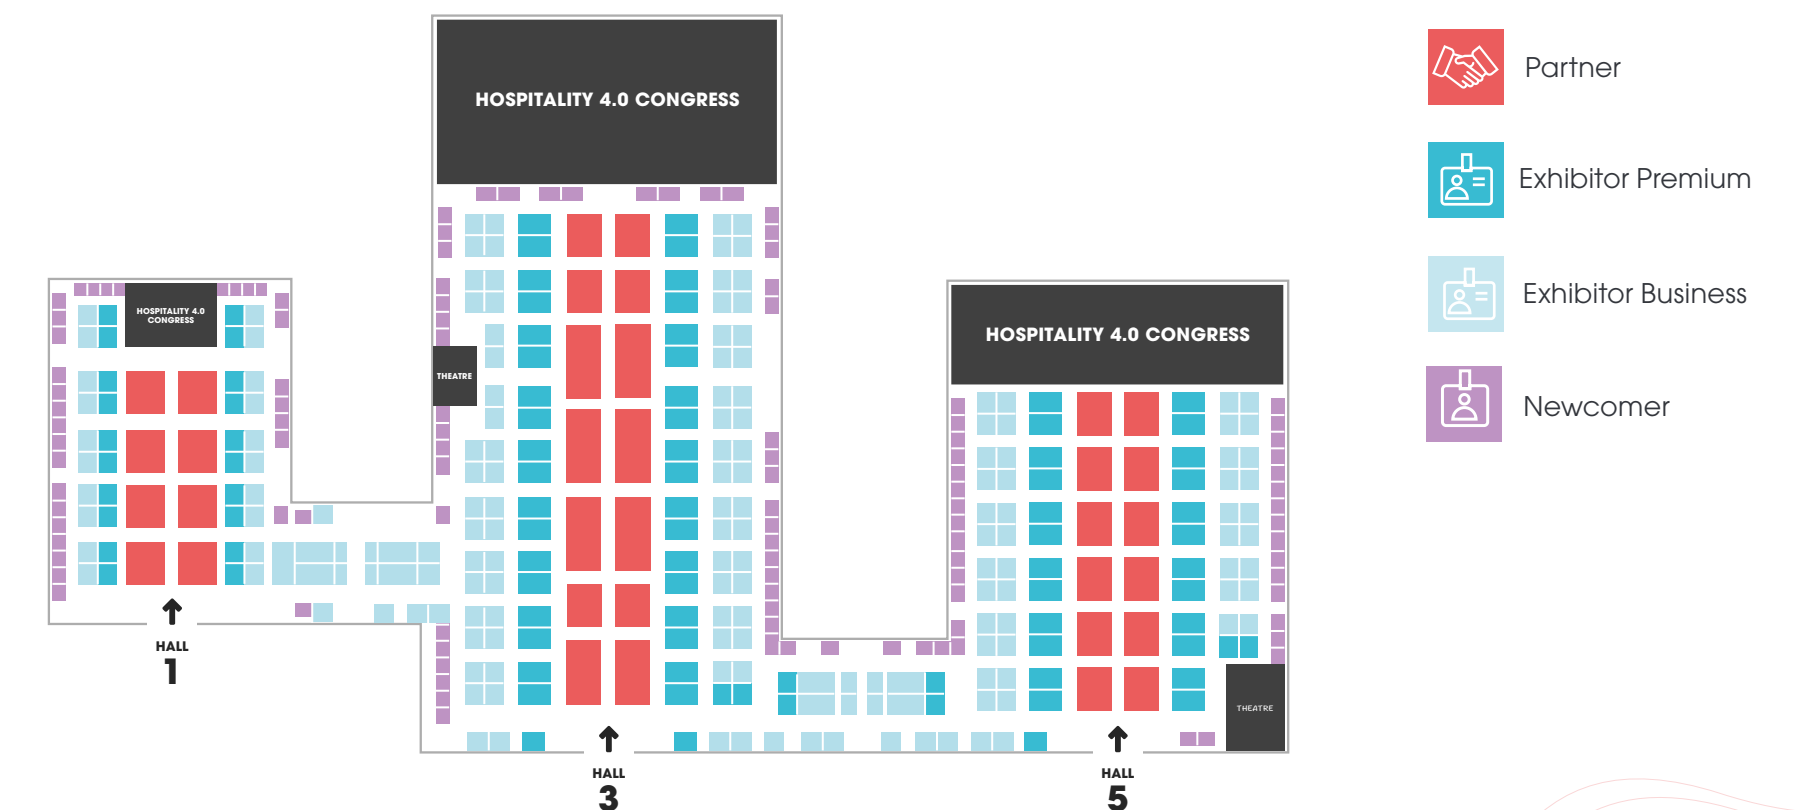 HOSPITALITY 4.0 CONGRESS
Partner
Exhibitor Premium
Exhibitor Business
HOSPITALITY 4.0
CONGRESS
HOSPITALITY 4.0 CONGRESS
THEATRE
Newcomer
HALL
1
THEATRE
HALL
3
HALL
5